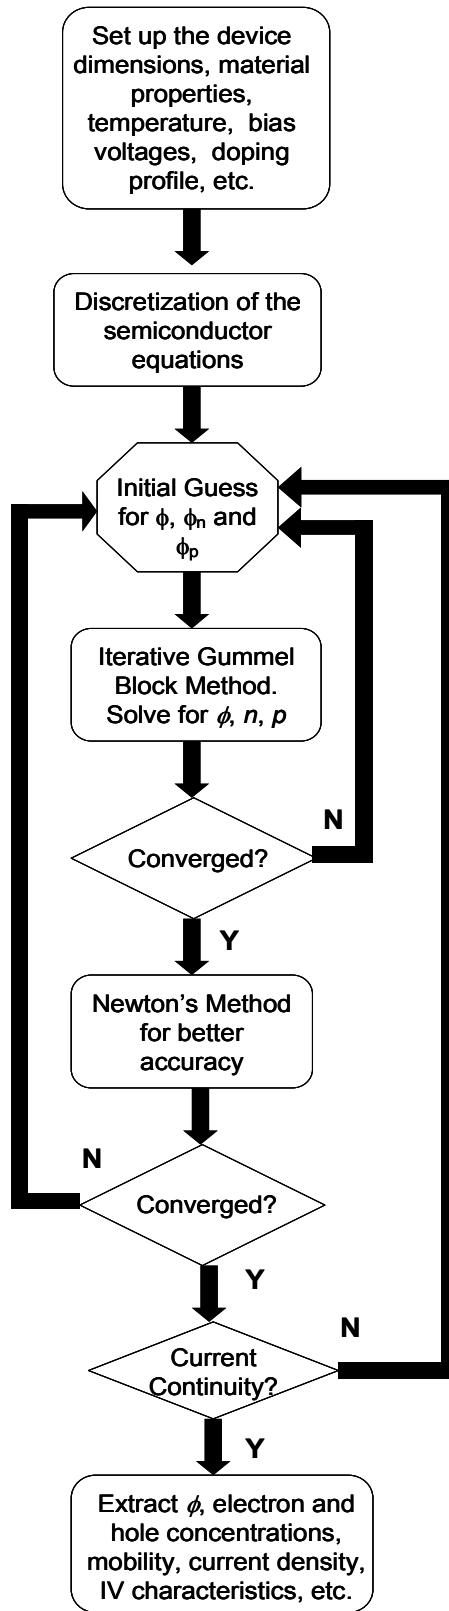 Set up the device
dimensions, material
properties,
temperature, bias
voltages, doping
profile, etc.
Discretization of the
semiconductor
equations
Initial Guess
for ϕ, ϕn and
ϕp
Iterative Gummel
Block Method.
Solve for ϕ, n, p
Converged?
N
Y
Newton's Method
for better
accuracy
N
Converged?
Y
N
Current
Continuity?
Y
Extract ϕ, electron and
hole concentrations,
mobility, current density,
IV characteristics, etc.